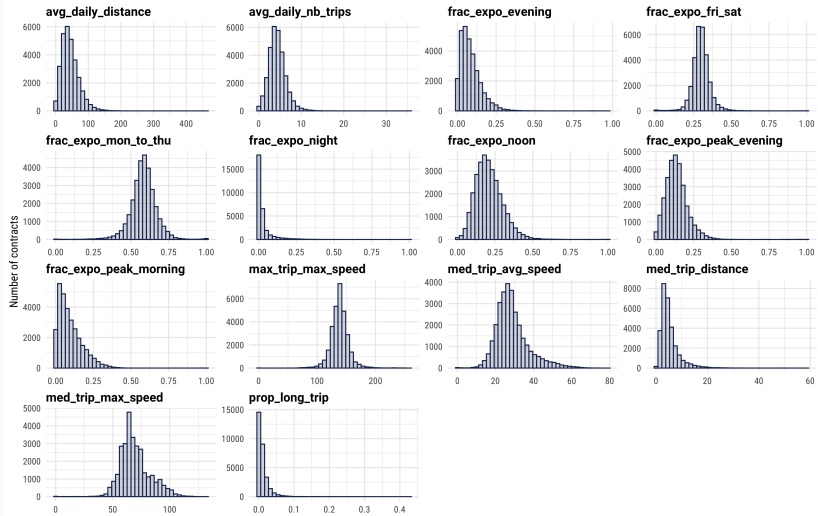 avg_daily_distance
avg_daily_nb_trips
frac_expo_evening
frac_expo_fri_sat
6000
4000
2000
0
0 100 200 300 400
6000
4000
2000
0
0 10 20 30
4000
2000
0
0.00 0.25 0.50 0.75 1.00
6000
4000
2000
0
0.00 0.25 0.50 0.75 1.00
frac_expo_mon_to_thu
frac_expo_night
frac_expo_noon
frac_expo_peak_evening
4000
3000
2000
1000
0
0.00 0.25 0.50 0.75 1.00
15000
10000
5000
0
0.00 0.25 0.50 0.75 1.00
3000
2000
1000
0
0.00 0.25 0.50 0.75 1.00
5000
4000
3000
2000
1000
0
0.00 0.25 0.50 0.75 1.00
Number of contracts
frac_expo_peak_morning
max_trip_max_speed
med_trip_avg_speed
med_trip_distance
4000
2000
0
0.00 0.25 0.50 0.75 1.00
6000
4000
2000
0
0 100 200
4000
3000
2000
1000
0
0 20 40 60 80
8000
6000
4000
2000
0
0 20 40 60
med_trip_max_speed
prop_long_trip
5000
4000
3000
2000
1000
0
0 50 100
15000
10000
5000
0
0.0 0.1 0.2 0.3 0.4